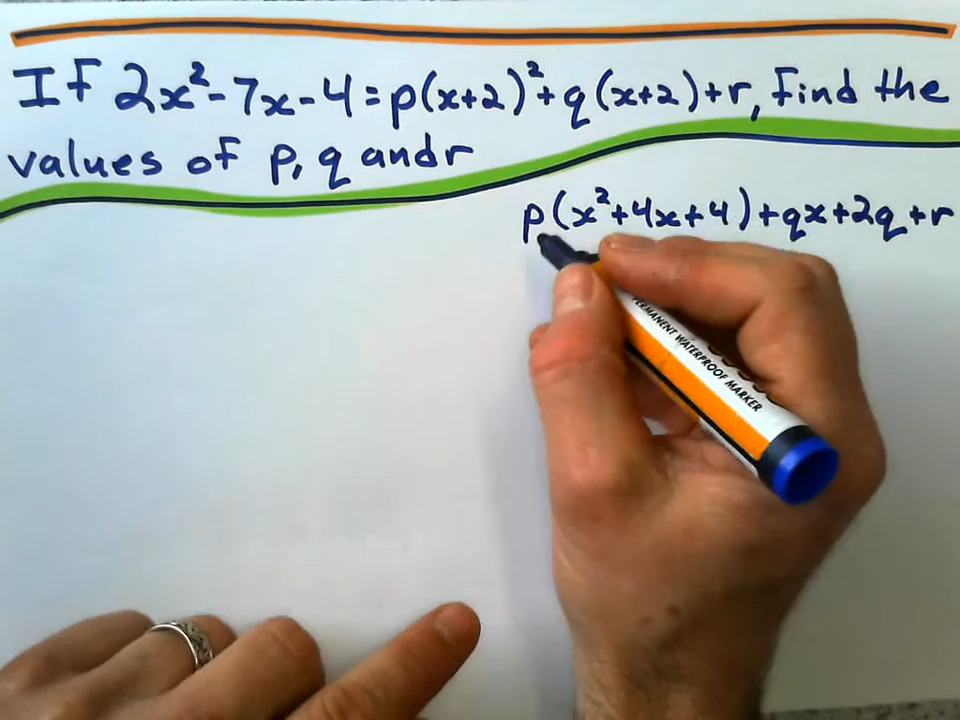 If 2x²-7x-4=p(x+2)²+q(x+2)+r, find the
values of p, q and r
p(x²+4x+4)+qx+2q+r
PERMANENT WATERPROOF MARKER